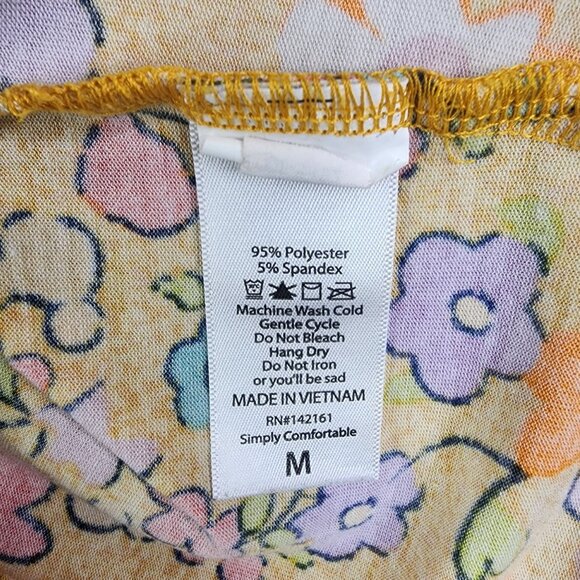 95% Polyester
5% Spandex
Machine Wash Cold
Gentle Cycle
Do Not Bleach
Hang Dry
Do Not Iron
or you'll be sad
MADE IN VIETNAM
RN#142161
Simply Comfortable
M